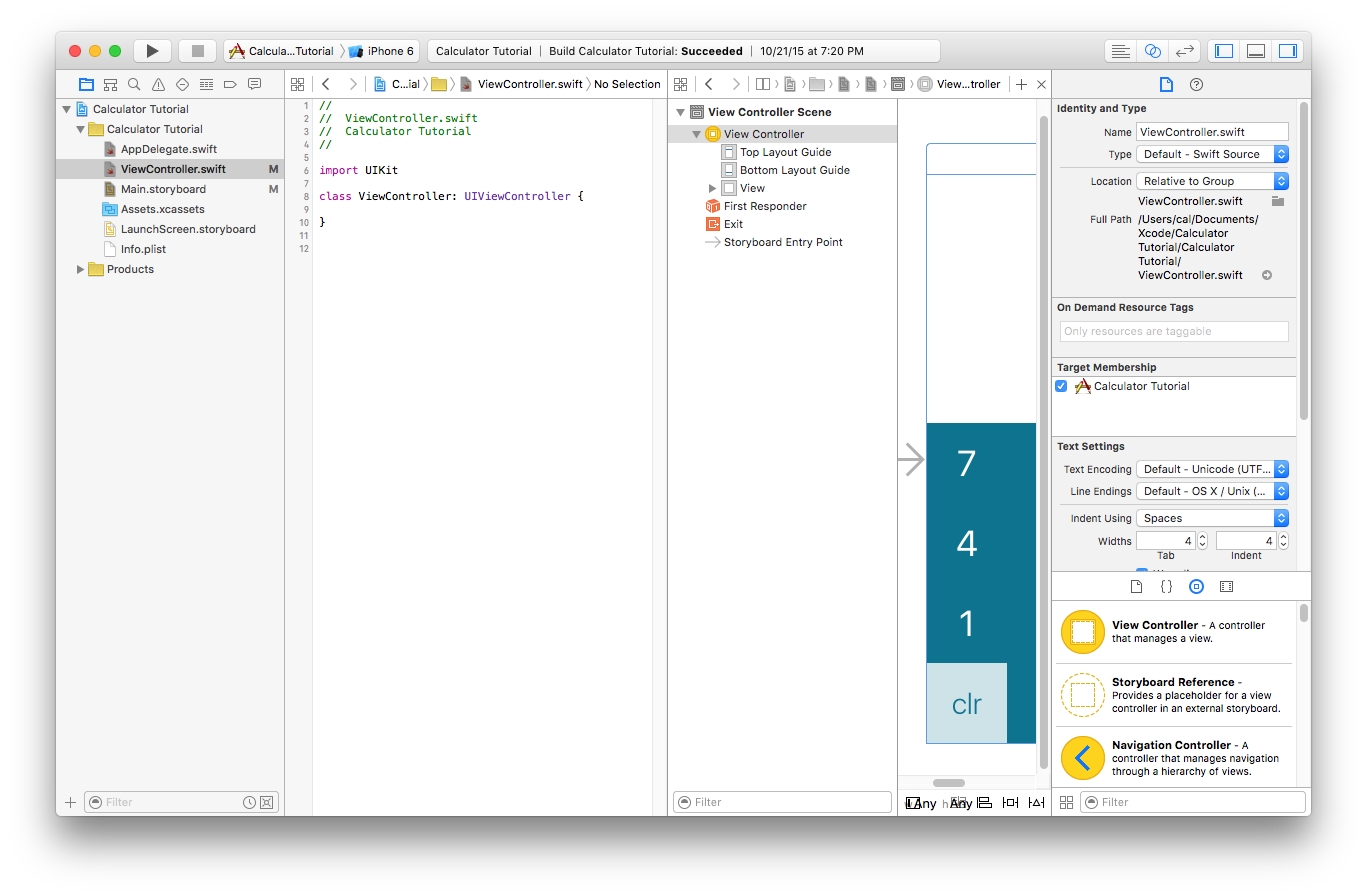 Calcula...Tutorial
iPhone 6
Calculator Tutorial | Build Calculator Tutorial: Succeeded | 10/21/15 at 7:20 PM
C...ial
ViewController.swift
No Selection
View...troller
Calculator Tutorial
Calculator Tutorial
AppDelegate.swift
ViewController.swift M
Main.storyboard M
Assets.xcassets
LaunchScreen.storyboard
Info.plist
Products
Filter
1 //
2 //  ViewController.swift
3 //  Calculator Tutorial
4 //
5
6 import UIKit
7
8 class ViewController: UIViewController {
9
10 }
11
12
View Controller Scene
View Controller
Top Layout Guide
Bottom Layout Guide
View
First Responder
Exit
Storyboard Entry Point
Filter
7
4
1
clr
wAny hAny
Identity and Type
Name ViewController.swift
Type Default - Swift Source
Location Relative to Group
ViewController.swift
Full Path /Users/cal/Documents/
Xcode/Calculator
Tutorial/Calculator
Tutorial/
ViewController.swift
On Demand Resource Tags
Only resources are taggable
Target Membership
Calculator Tutorial
Text Settings
Text Encoding Default - Unicode (UTF...
Line Endings Default - OS X / Unix (...
Indent Using Spaces
Widths 4 4
Tab Indent
{}
View Controller - A controller
that manages a view.
Storyboard Reference -
Provides a placeholder for a view
controller in an external storyboard.
Navigation Controller - A
controller that manages navigation
through a hierarchy of views.
Filter